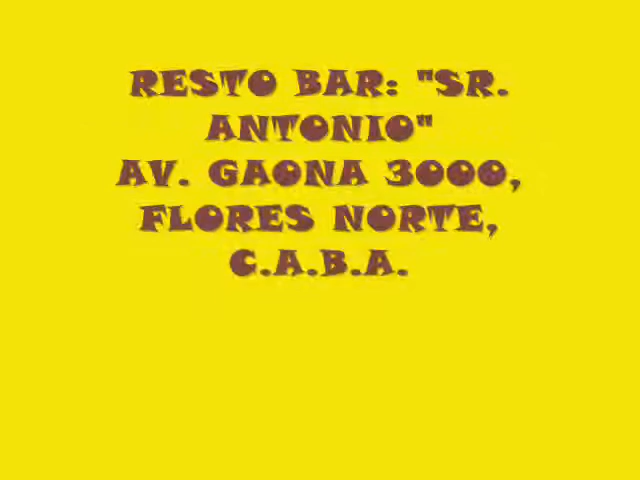 RESTO BAR: "SR.
ANTONIO"
AV. GAONA 3000,
FLORES NORTE,
C.A.B.A.